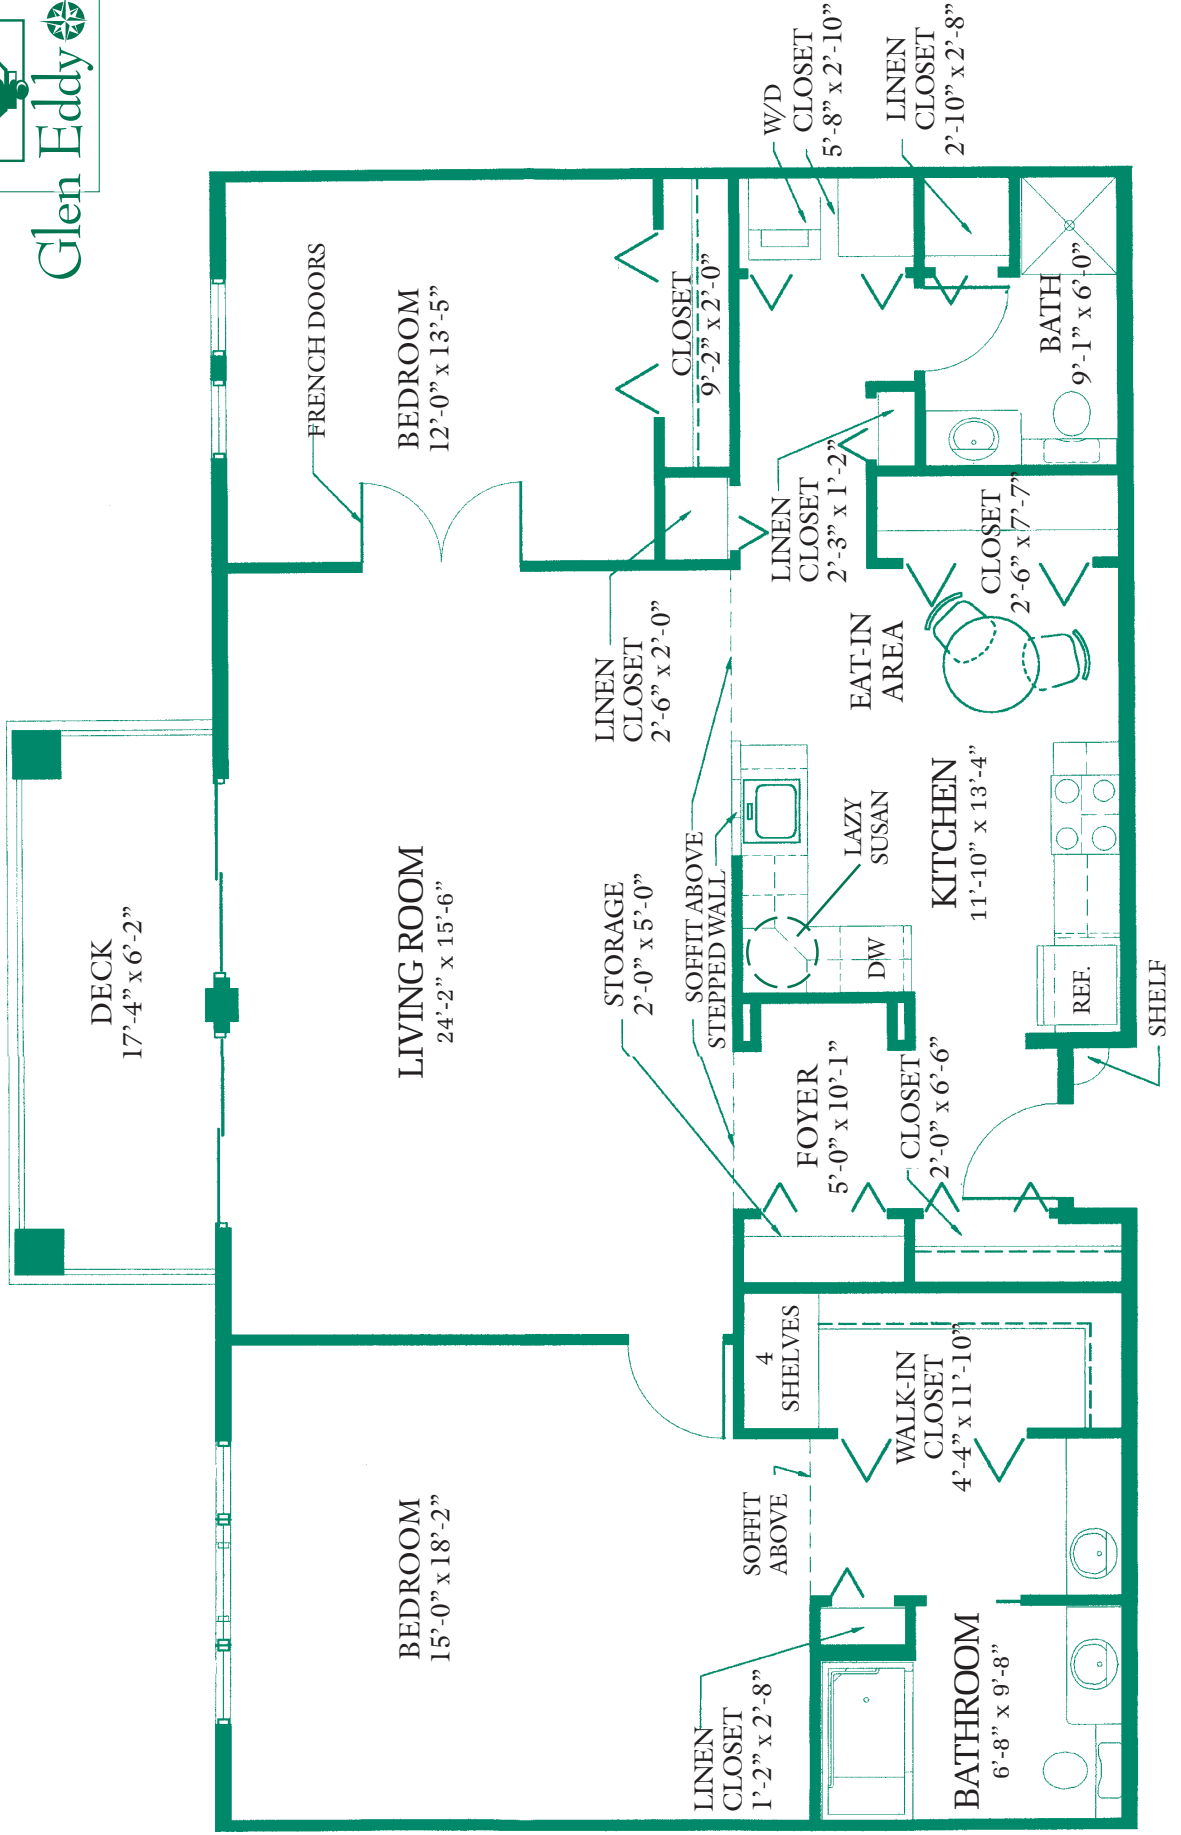 Glen Eddy
DECK
17’-4” x 6’-2”
BEDROOM
15’-0” x 18’-2”
LIVING ROOM
24’-2” x 15’-6”
FRENCH DOORS
BEDROOM
12’-0” x 13’-5”
STORAGE
2’-0” x 5’-0”
LINEN
CLOSET
2’-6” x 2’-0”
CLOSET
9’-2” x 2’-0”
SOFFIT ABOVE
STEPPED WALL
LINEN
CLOSET
1’-2” x 2’-8”
SOFFIT
ABOVE
4
SHELVES
FOYER
5’-0” x 10’-1”
LAZY
SUSAN
DW
EAT-IN
AREA
LINEN
CLOSET
2’-3” x 1’-2”
W/D
CLOSET
5’-8” x 2’-10”
LINEN
CLOSET
2’-10” x 2’-8”
WALK-IN
CLOSET
4’-4” x 11’-10”
CLOSET
2’-0” x 6’-6”
BATHROOM
6’-8” x 9’-8”
KITCHEN
11’-10” x 13’-4”
CLOSET
2’-6” x 7’-7”
BATH
9’-1” x 6’-0”
REF.
SHELF